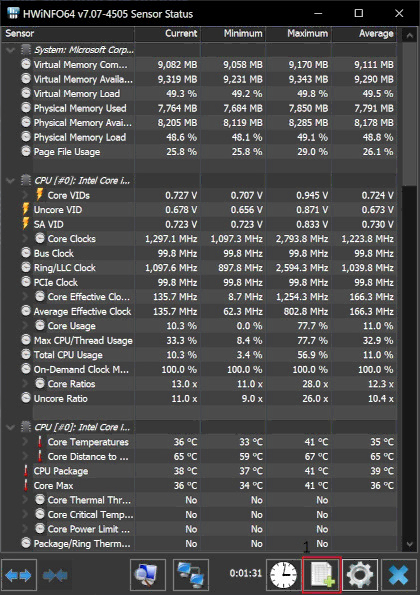 HWiNFO64 v7.07-4505 Sensor Status
Sensor Current Minimum Maximum Average
System: Microsoft Corp...
Virtual Memory Com... 9,082 MB 9,058 MB 9,170 MB 9,111 MB
Virtual Memory Availa... 9,319 MB 9,231 MB 9,343 MB 9,290 MB
Virtual Memory Load 49.3 % 49.2 % 49.8 % 49.5 %
Physical Memory Used 7,764 MB 7,684 MB 7,850 MB 7,791 MB
Physical Memory Avai... 8,205 MB 8,119 MB 8,285 MB 8,178 MB
Physical Memory Load 48.6 % 48.1 % 49.1 % 48.8 %
Page File Usage 25.8 % 25.8 % 29.0 % 26.1 %
CPU [#0]: Intel Core i...
Core VIDs 0.727 V 0.707 V 0.945 V 0.724 V
Uncore VID 0.678 V 0.656 V 0.871 V 0.673 V
SA VID 0.723 V 0.723 V 0.833 V 0.730 V
Core Clocks 1,297.1 MHz 1,097.3 MHz 2,793.8 MHz 1,223.8 MHz
Bus Clock 99.8 MHz 99.8 MHz 99.8 MHz 99.8 MHz
Ring/LLC Clock 1,097.6 MHz 897.8 MHz 2,594.3 MHz 1,039.8 MHz
PCIe Clock 99.8 MHz 99.8 MHz 99.8 MHz 99.8 MHz
Core Effective Clo... 135.7 MHz 8.7 MHz 1,254.3 MHz 166.3 MHz
Average Effective Clock 135.7 MHz 62.3 MHz 802.8 MHz 166.3 MHz
Core Usage 10.3 % 0.0 % 77.7 % 11.0 %
Max CPU/Thread Usage 33.3 % 8.4 % 77.7 % 32.9 %
Total CPU Usage 10.3 % 3.4 % 56.9 % 11.0 %
On-Demand Clock M... 100.0 % 100.0 % 100.0 % 100.0 %
Core Ratios 13.0 x 11.0 x 28.0 x 12.3 x
Uncore Ratio 11.0 x 9.0 x 26.0 x 10.4 x
CPU [#0]: Intel Core i...
Core Temperatures 36 °C 33 °C 41 °C 35 °C
Core Distance to ... 65 °C 59 °C 67 °C 65 °C
CPU Package 38 °C 37 °C 41 °C 39 °C
Core Max 36 °C 34 °C 41 °C 36 °C
Core Thermal Thr... No No No
Core Critical Temp... No No No
Core Power Limit ... No No No
Package/Ring Therm... No No No
1
0:01:31